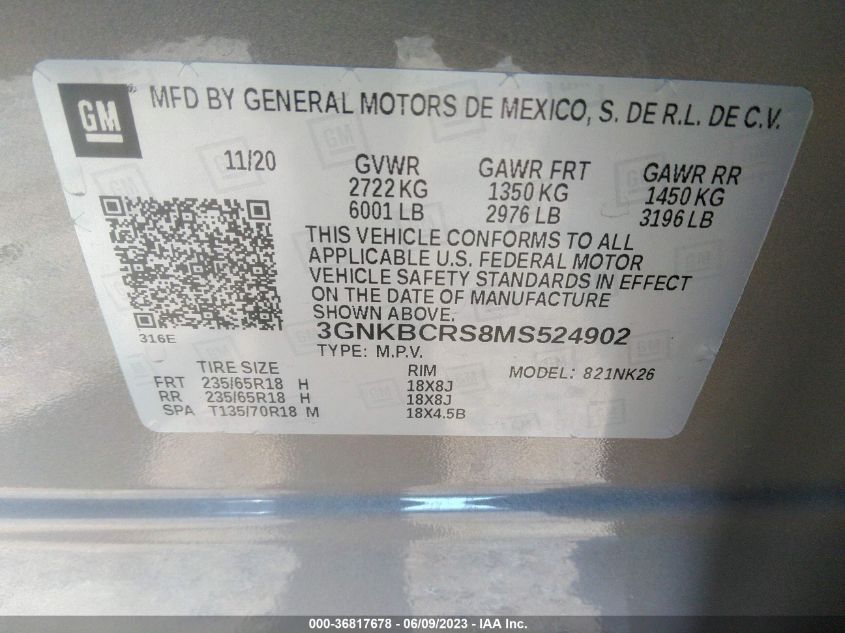 GM
MFD BY GENERAL MOTORS DE MEXICO, S. DE R.L. DE C.V.
11/20 GVWR GAWR FRT GAWR RR
2722 KG 1350 KG 1450 KG
6001 LB 2976 LB 3196 LB
THIS VEHICLE CONFORMS TO ALL
APPLICABLE U.S. FEDERAL MOTOR
VEHICLE SAFETY STANDARDS IN EFFECT
ON THE DATE OF MANUFACTURE
SHOWN ABOVE.
316E
3GNKBCRS8MS524902
TYPE: M.P.V.
TIRE SIZE RIM MODEL: 821NK26
FRT 235/65R18 H 18X8J
RR 235/65R18 H 18X8J
SPA T135/70R18 M 18X4.5B
000-36817678 - 06/09/2023 - IAA Inc.